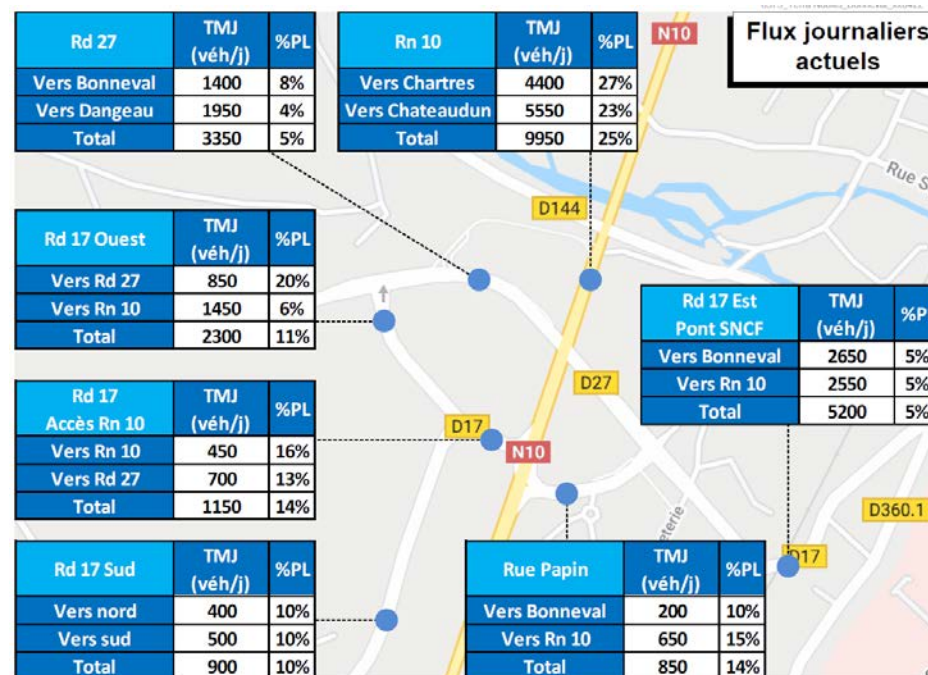 Flux journaliers
actuels
Rd 27 TMJ (véh/j) %PL
Vers Bonneval 1400 8%
Vers Dangeau 1950 4%
Total 3350 5%
Rn 10 TMJ (véh/j) %PL
Vers Chartres 4400 27%
Vers Chateaudun 5550 23%
Total 9950 25%
N10
Rue S
D144
Rd 17 Ouest TMJ (véh/j) %PL
Vers Rd 27 850 20%
Vers Rn 10 1450 6%
Total 2300 11%
Rd 17 Est
Pont SNCF TMJ (véh/j) %P
Vers Bonneval 2650 5%
Vers Rn 10 2550 5%
Total 5200 5%
D27
Rd 17
Accès Rn 10 TMJ (véh/j) %PL
Vers Rn 10 450 16%
Vers Rd 27 700 13%
Total 1150 14%
D17
N10
D360.1
eterie
D17
Rd 17 Sud TMJ (véh/j) %PL
Vers nord 400 10%
Vers sud 500 10%
Total 900 10%
Rue Papin TMJ (véh/j) %PL
Vers Bonneval 200 10%
Vers Rn 10 650 15%
Total 850 14%